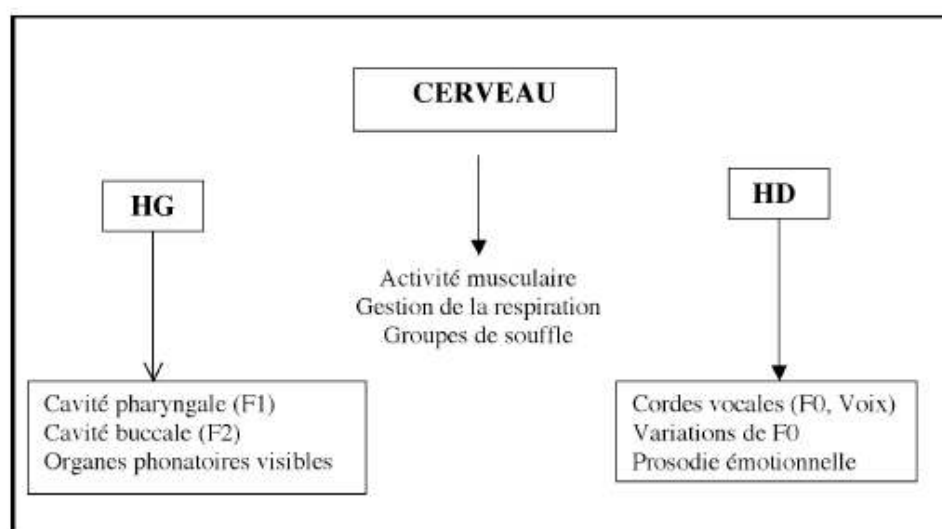 CERVEAU
HG
HD
Activité musculaire
Gestion de la respiration
Groupes de souffle
Cavité pharyngale (F1)
Cavité buccale (F2)
Organes phonatoires visibles
Cordes vocales (F0, Voix)
Variations de F0
Prosodie émotionnelle